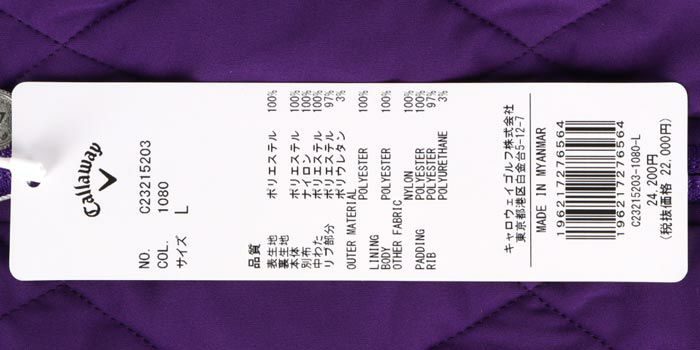 Callaway
NO. C23215203
COL. 1080
サイズ L
品質
表生地 ポリエステル 100%
裏生地
本体 ポリエステル 100%
別布 ナイロン 100%
中わた ポリエステル 100%
リブ部分 ポリエステル 97%
ポリウレタン 3%
OUTER MATERIAL
POLYESTER 100%
LINING
BODY POLYESTER 100%
OTHER FABRIC
NYLON 100%
PADDING POLYESTER 100%
RIB POLYESTER 97%
POLYURETHANE 3%
キャロウェイゴルフ株式会社
東京都港区白金台5-12-7
MADE IN MYANMAR
196217276564
196217276564
C23215203-1080-L
24,200円
(税抜価格 22,000円)